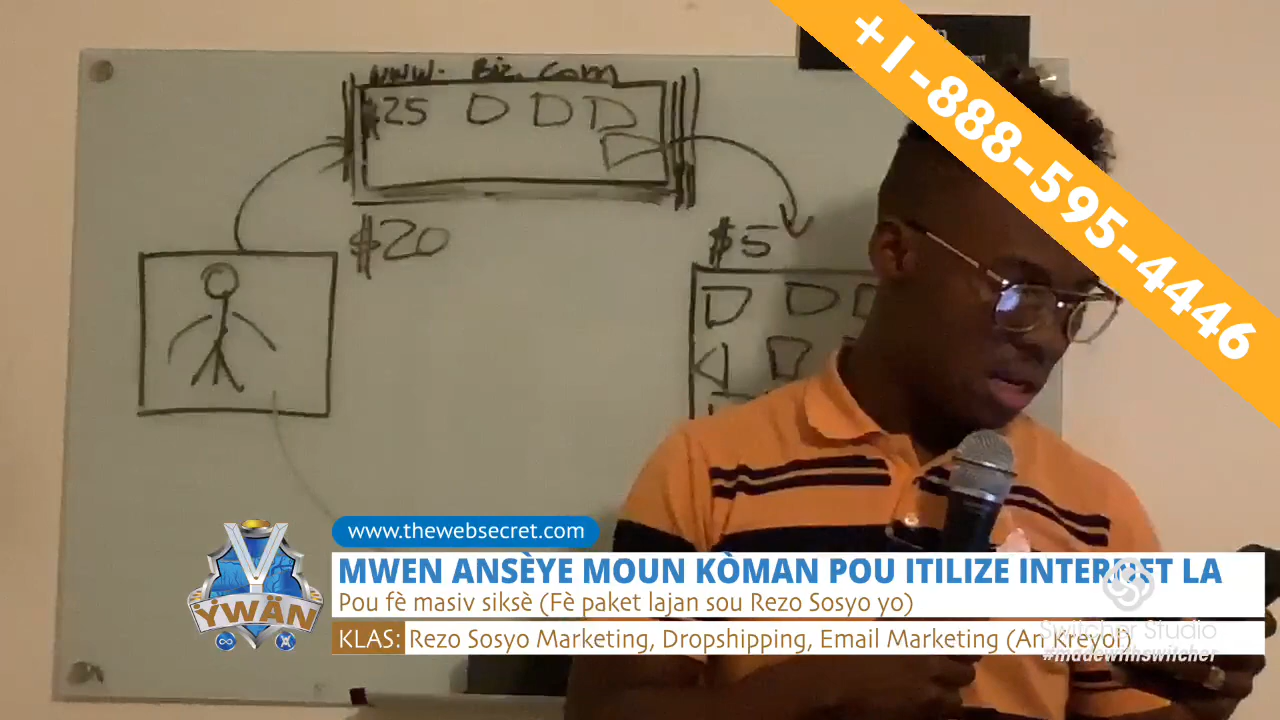 +1-888-595-4446
www. Biz.com
$25
$20
$5
www.thewebsecret.com
MWEN ANSÈYE MOUN KÒMAN POU ITILIZE INTERNET LA
Pou fè masiv siksè (Fè paket lajan sou Rezo Sosyo yo)
KLAS: Rezo Sosyo Marketing, Dropshipping, Email Marketing (An Kreyol)
Y
YWÄN
Switcher Studio
#madewithswitcher